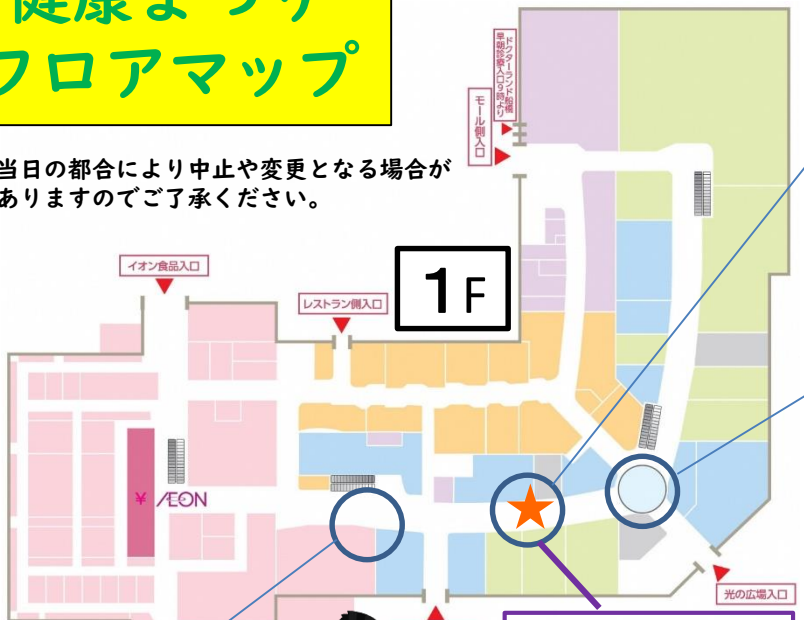 健康まつり
フロアマップ
当日の都合により中止や変更となる場合が
ありますのでご了承ください。
ドクターランド船橋
早朝診療入口9時より
モール側入口
イオン食品入口
レストラン側入口
1F
¥ ÆON
光の広場入口